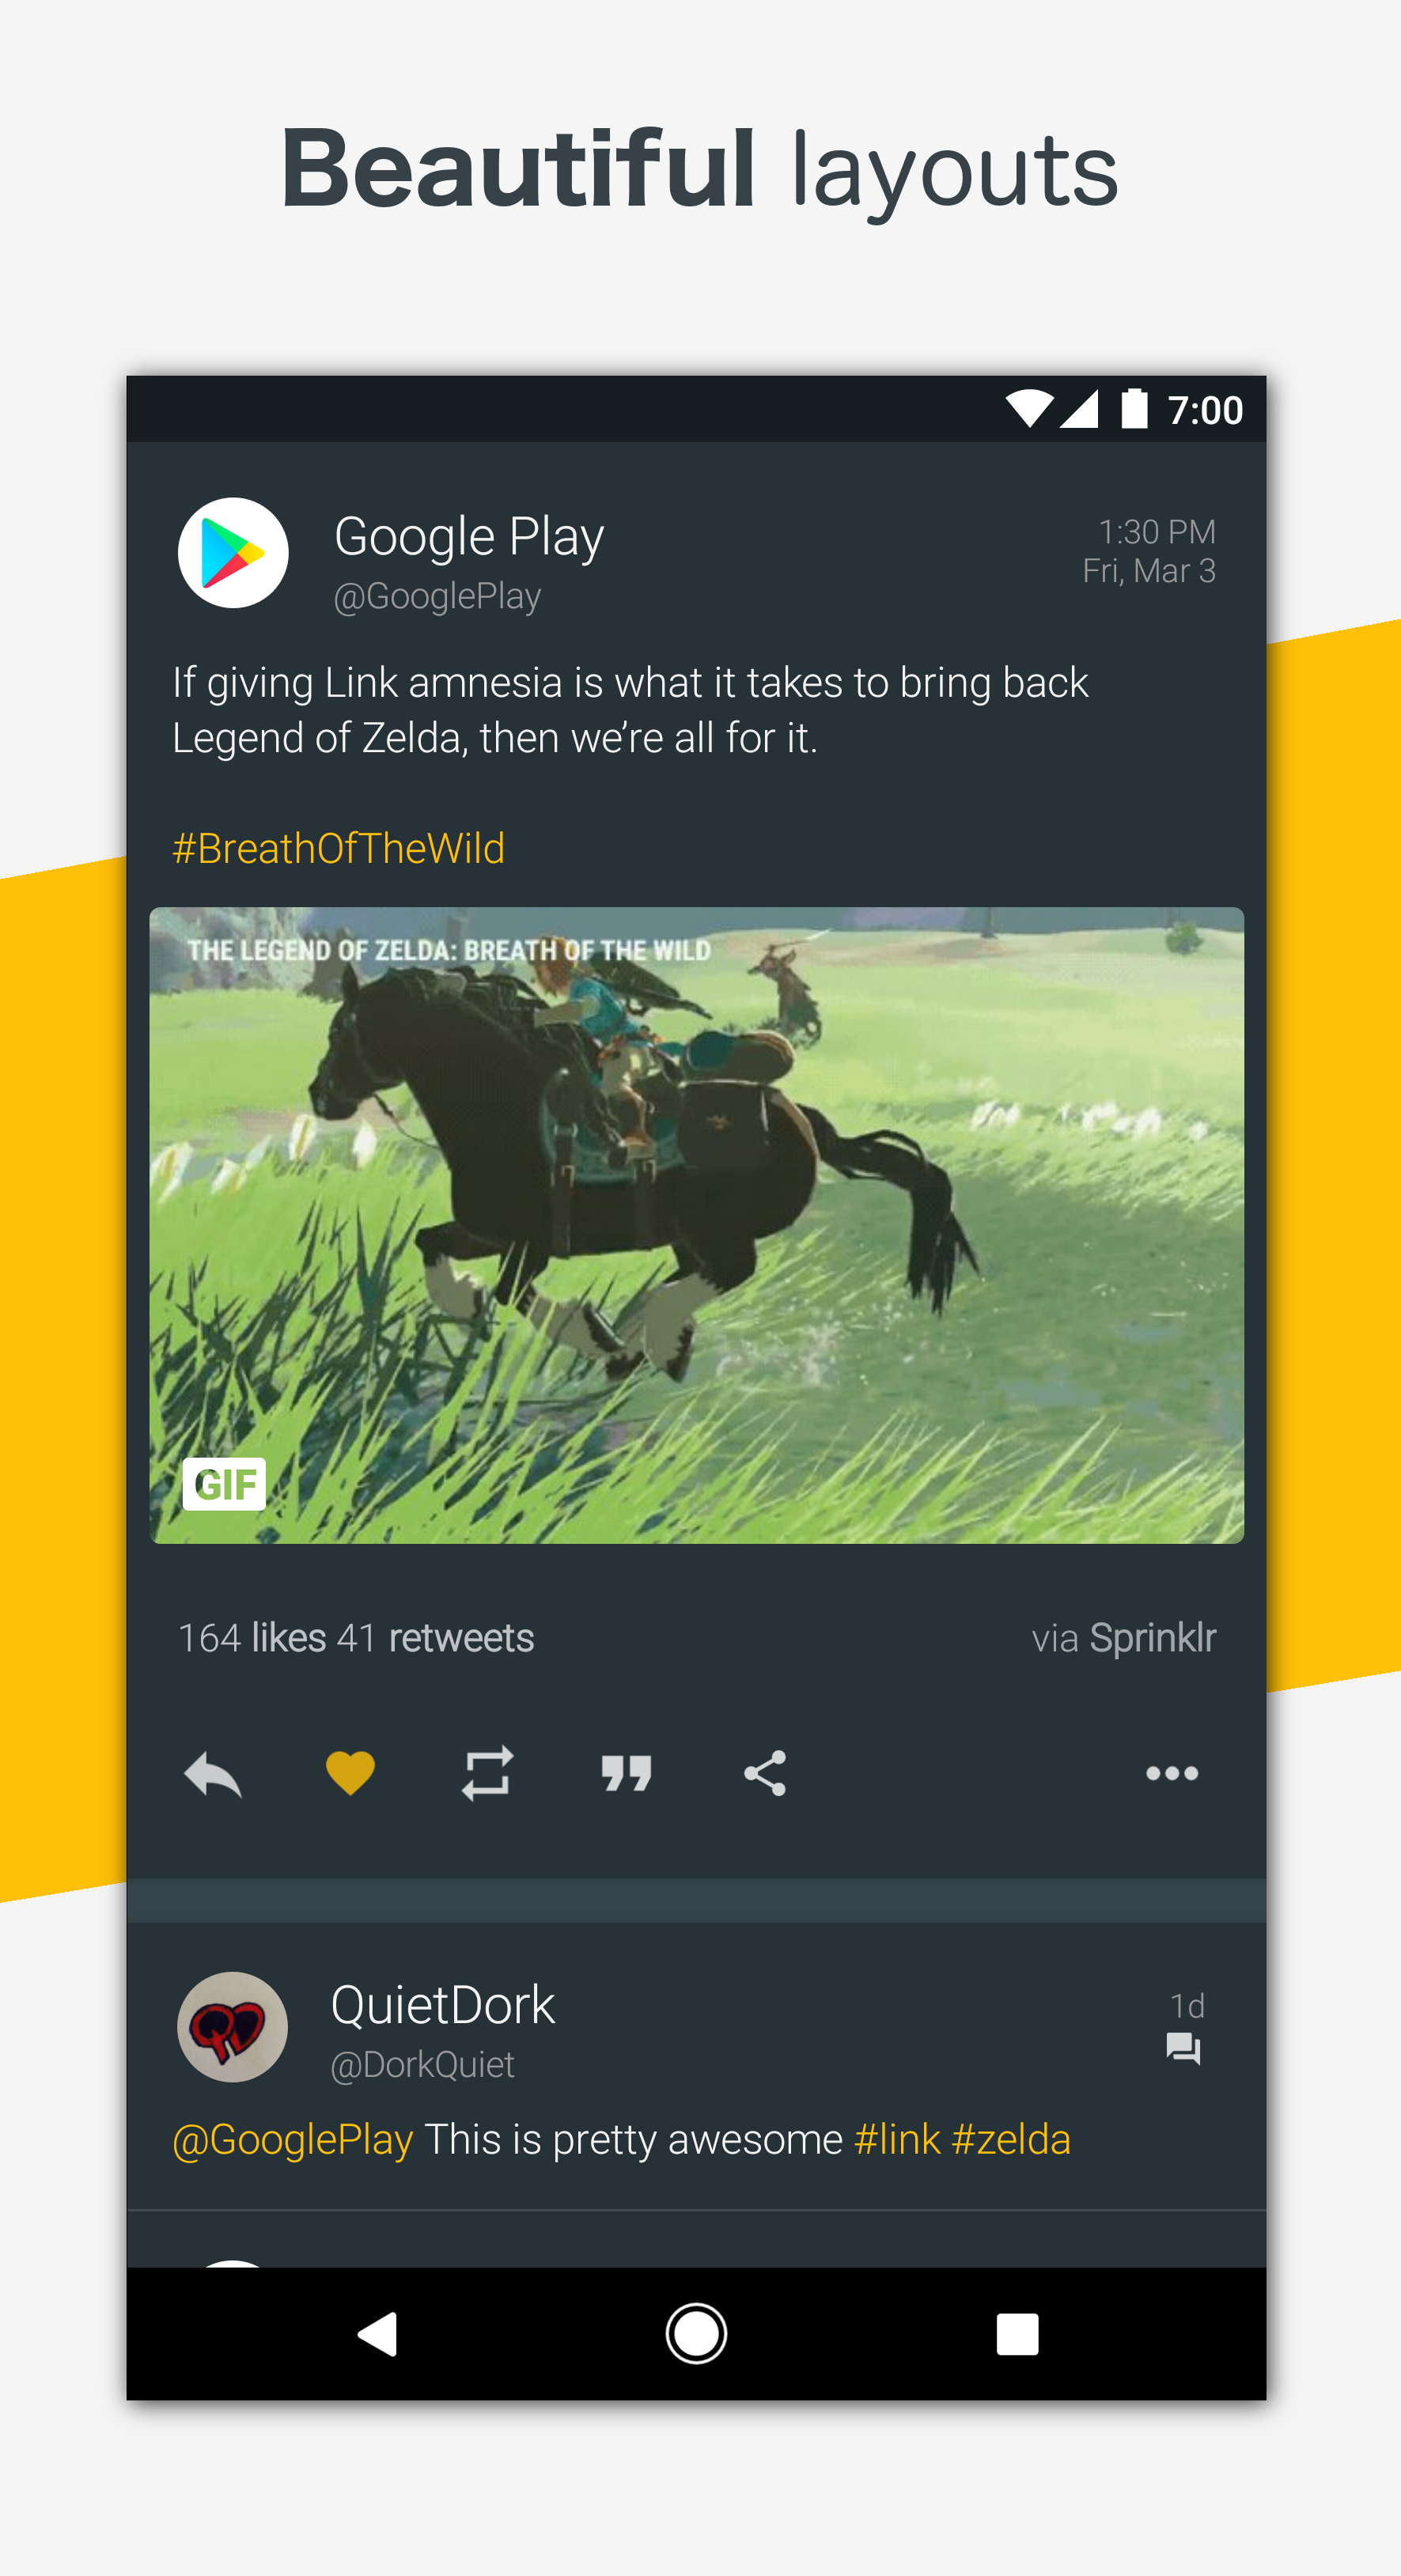 Beautiful layouts
7:00
Google Play
1:30 PM
@GooglePlay
Fri, Mar 3
If giving Link amnesia is what it takes to bring back
Legend of Zelda, then we’re all for it.
#BreathOfTheWild
THE LEGEND OF ZELDA: BREATH OF THE WILD
GIF
164 likes 41 retweets
via Sprinklr
QuietDork
1d
@DorkQuiet
@GooglePlay This is pretty awesome #link #zelda